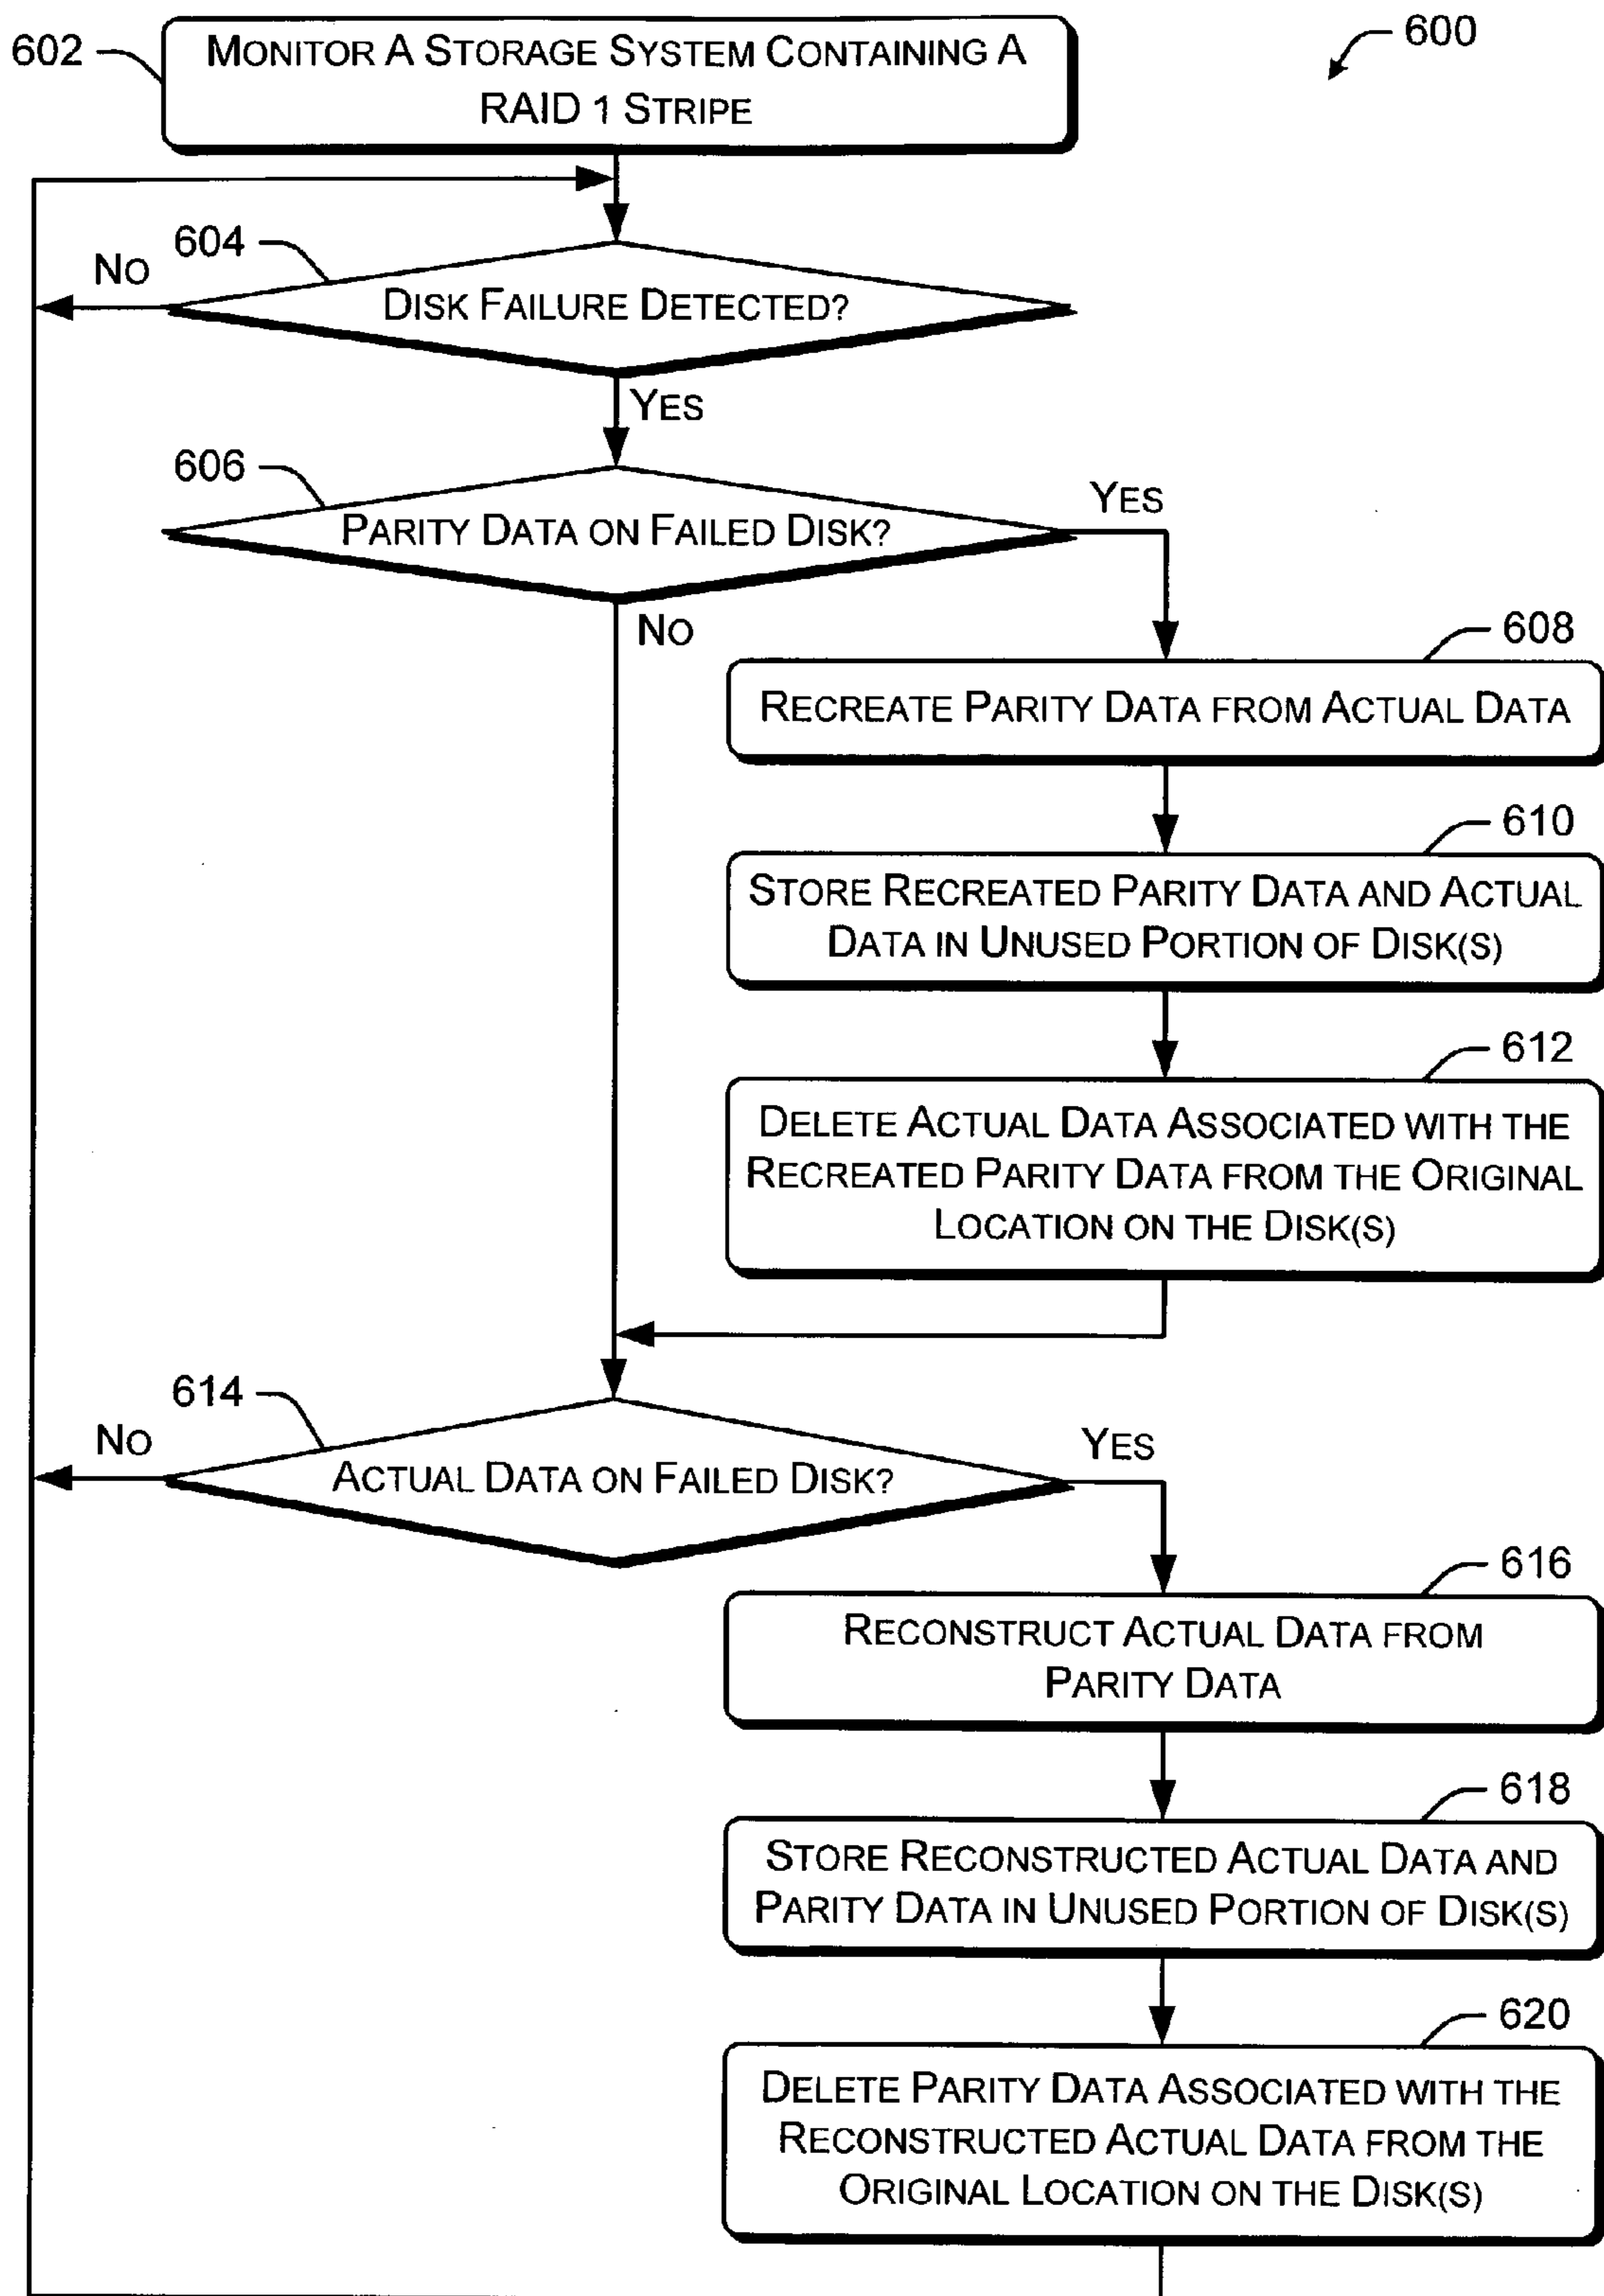 600
602
MONITOR A STORAGE SYSTEM CONTAINING A
RAID 1 STRIPE
604
NO
DISK FAILURE DETECTED?
YES
606
PARITY DATA ON FAILED DISK?
YES
NO
608
RECREATE PARITY DATA FROM ACTUAL DATA
610
STORE RECREATED PARITY DATA AND ACTUAL
DATA IN UNUSED PORTION OF DISK(S)
612
DELETE ACTUAL DATA ASSOCIATED WITH THE
RECREATED PARITY DATA FROM THE ORIGINAL
LOCATION ON THE DISK(S)
614
NO
ACTUAL DATA ON FAILED DISK?
YES
616
RECONSTRUCT ACTUAL DATA FROM
PARITY DATA
618
STORE RECONSTRUCTED ACTUAL DATA AND
PARITY DATA IN UNUSED PORTION OF DISK(S)
620
DELETE PARITY DATA ASSOCIATED WITH THE
RECONSTRUCTED ACTUAL DATA FROM THE
ORIGINAL LOCATION ON THE DISK(S)